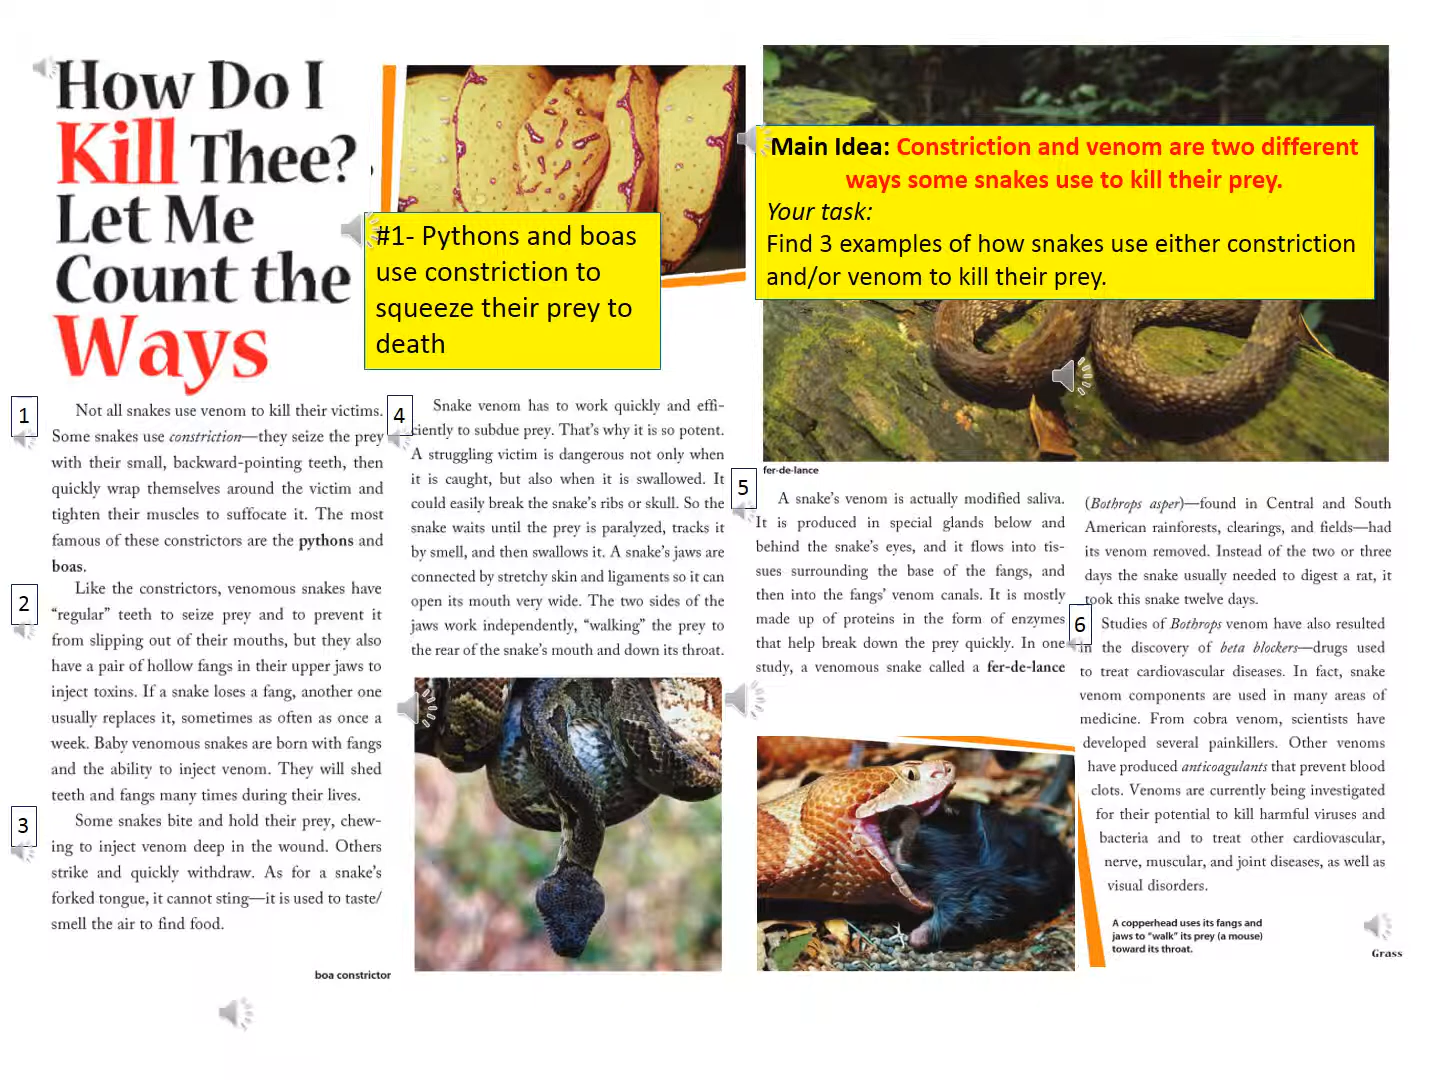 How Do I
Kill Thee?
Let Me
Count the
Ways
#1- Pythons and boas
use constriction to
squeeze their prey to
death
Main Idea: Constriction and venom are two different
ways some snakes use to kill their prey.
Your task:
Find 3 examples of how snakes use either constriction
and/or venom to kill their prey.
1
Not all snakes use venom to kill their victims.
Some snakes use constriction—they seize the prey
with their small, backward-pointing teeth, then
quickly wrap themselves around the victim and
tighten their muscles to suffocate it. The most
famous of these constrictors are the pythons and
boas.
2
Like the constrictors, venomous snakes have
“regular” teeth to seize prey and to prevent it
from slipping out of their mouths, but they also
have a pair of hollow fangs in their upper jaws to
inject toxins. If a snake loses a fang, another one
usually replaces it, sometimes as often as once a
week. Baby venomous snakes are born with fangs
and the ability to inject venom. They will shed
teeth and fangs many times during their lives.
3
Some snakes bite and hold their prey, chew-
ing to inject venom deep in the wound. Others
strike and quickly withdraw. As for a snake’s
forked tongue, it cannot sting—it is used to taste/
smell the air to find food.
boa constrictor
4
Snake venom has to work quickly and effi-
ciently to subdue prey. That’s why it is so potent.
A struggling victim is dangerous not only when
it is caught, but also when it is swallowed. It
could easily break the snake’s ribs or skull. So the
snake waits until the prey is paralyzed, tracks it
by smell, and then swallows it. A snake’s jaws are
connected by stretchy skin and ligaments so it can
open its mouth very wide. The two sides of the
jaws work independently, “walking” the prey to
the rear of the snake’s mouth and down its throat.
fer-de-lance
5
A snake’s venom is actually modified saliva.
It is produced in special glands below and
behind the snake’s eyes, and it flows into tis-
sues surrounding the base of the fangs, and
then into the fangs’ venom canals. It is mostly
made up of proteins in the form of enzymes
that help break down the prey quickly. In one
study, a venomous snake called a fer-de-lance
(Bothrops asper)—found in Central and South
American rainforests, clearings, and fields—had
its venom removed. Instead of the two or three
days the snake usually needed to digest a rat, it
took this snake twelve days.
6
Studies of Bothrops venom have also resulted
in the discovery of beta blockers—drugs used
to treat cardiovascular diseases. In fact, snake
venom components are used in many areas of
medicine. From cobra venom, scientists have
developed several painkillers. Other venoms
have produced anticoagulants that prevent blood
clots. Venoms are currently being investigated
for their potential to kill harmful viruses and
bacteria and to treat other cardiovascular,
nerve, muscular, and joint diseases, as well as
visual disorders.
A copperhead uses its fangs and
jaws to “walk” its prey (a mouse)
toward its throat.
Grass